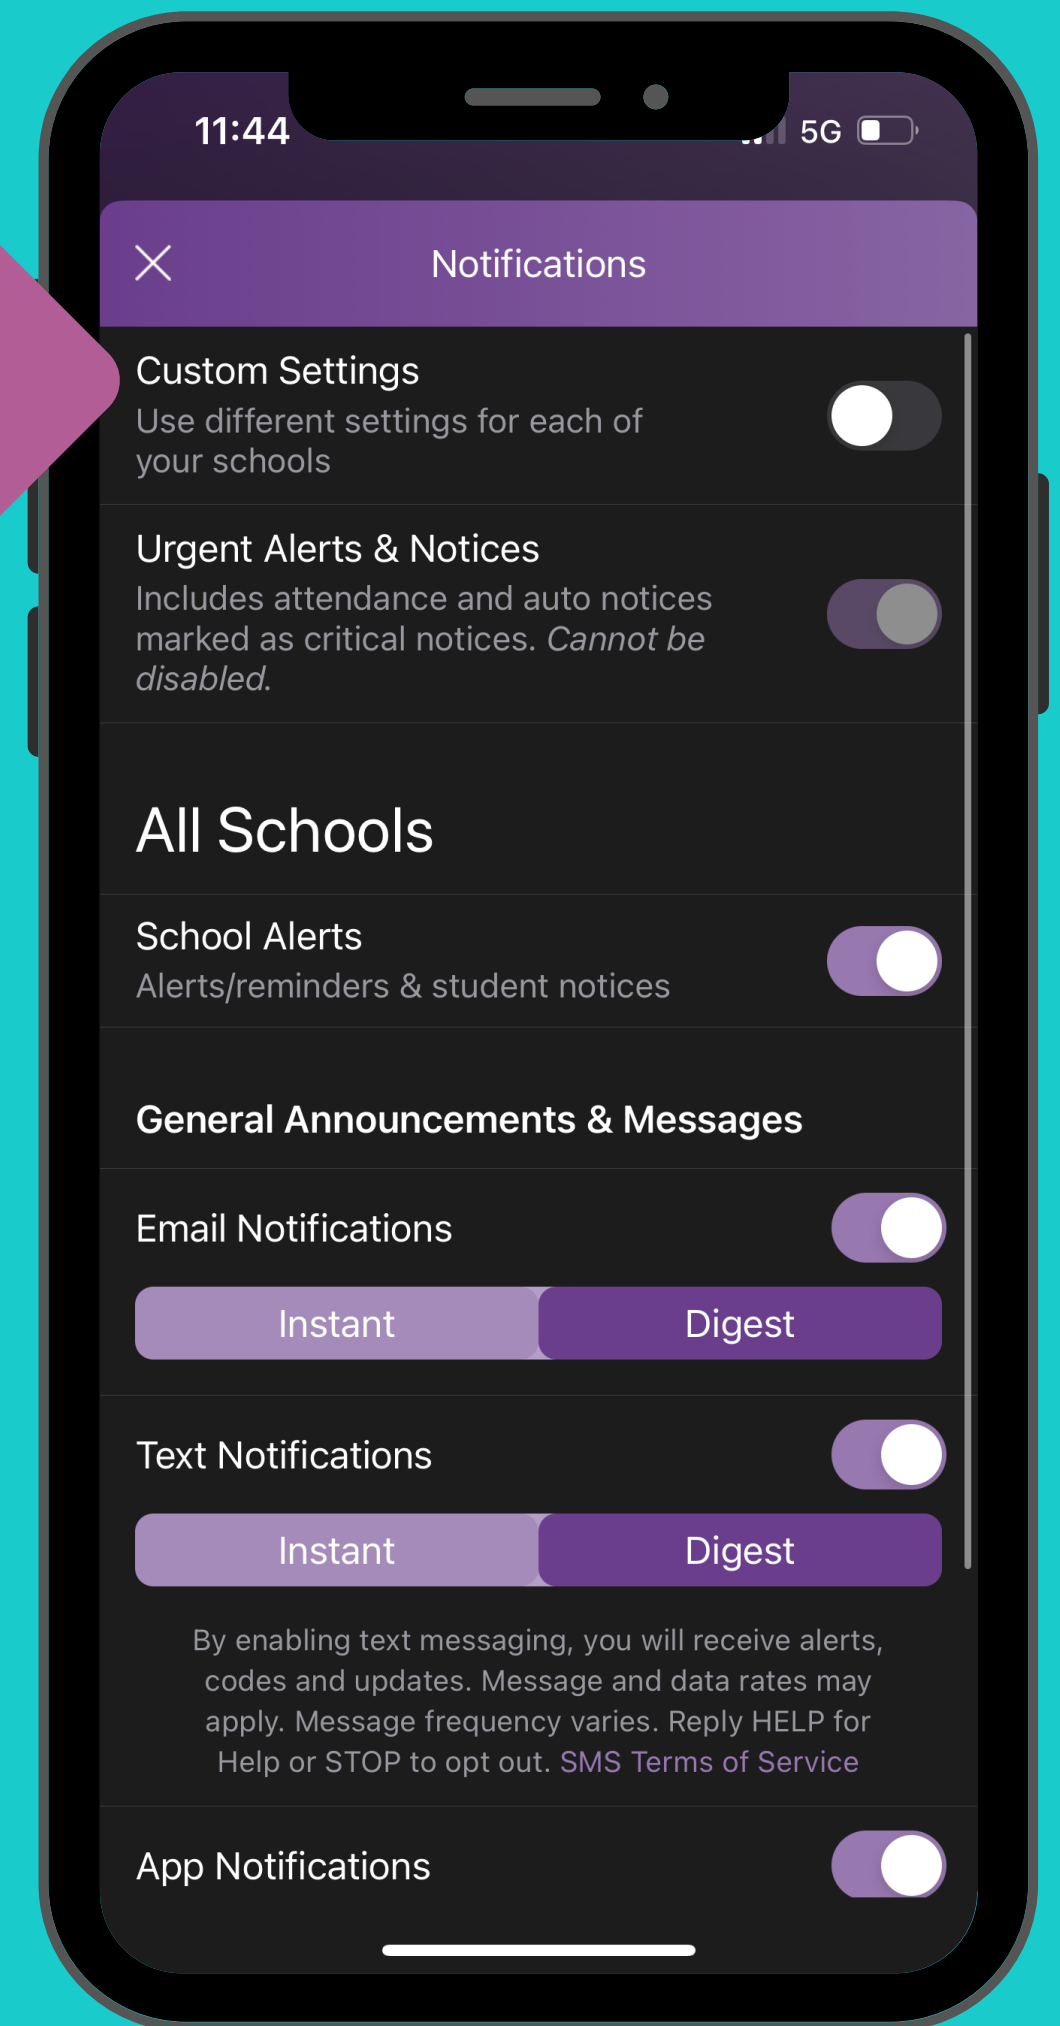 11:44
5G
Notifications
Custom Settings
Use different settings for each of
your schools
Urgent Alerts & Notices
Includes attendance and auto notices
marked as critical notices. Cannot be
disabled.
All Schools
School Alerts
Alerts/reminders & student notices
General Announcements & Messages
Email Notifications
Instant
Digest
Text Notifications
Instant
Digest
By enabling text messaging, you will receive alerts,
codes and updates. Message and data rates may
apply. Message frequency varies. Reply HELP for
Help or STOP to opt out. SMS Terms of Service
App Notifications